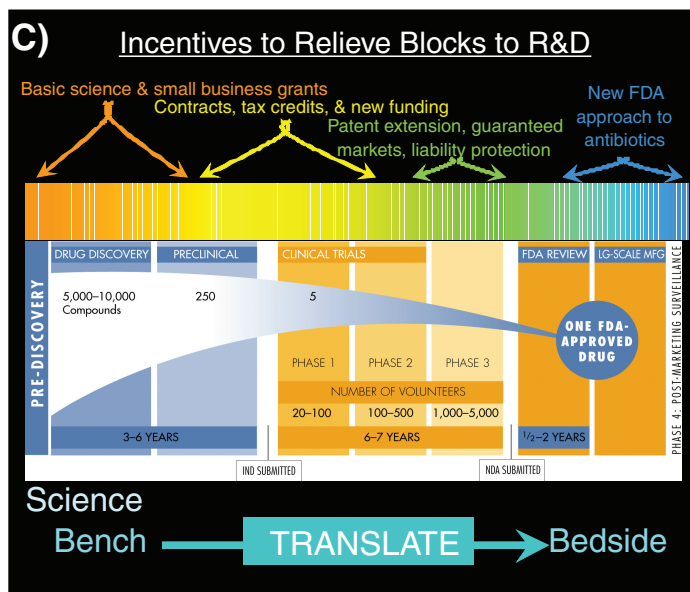 C)
Incentives to Relieve Blocks to R&D
Basic science & small business grants
Contracts, tax credits, & new funding
Patent extension, guaranteed
markets, liability protection
New FDA
approach to
antibiotics
PRE-DISCOVERY
DRUG DISCOVERY
PRECLINICAL
CLINICAL TRIALS
FDA REVIEW
LG-SCALE MFG
PHASE 4: POST-MARKETING SURVEILLANCE
5,000–10,000
Compounds
250
5
ONE FDA-
APPROVED
DRUG
PHASE 1
PHASE 2
PHASE 3
NUMBER OF VOLUNTEERS
20–100
100–500
1,000–5,000
3–6 YEARS
6–7 YEARS
½–2 YEARS
IND SUBMITTED
NDA SUBMITTED
Science
Bench
TRANSLATE
Bedside